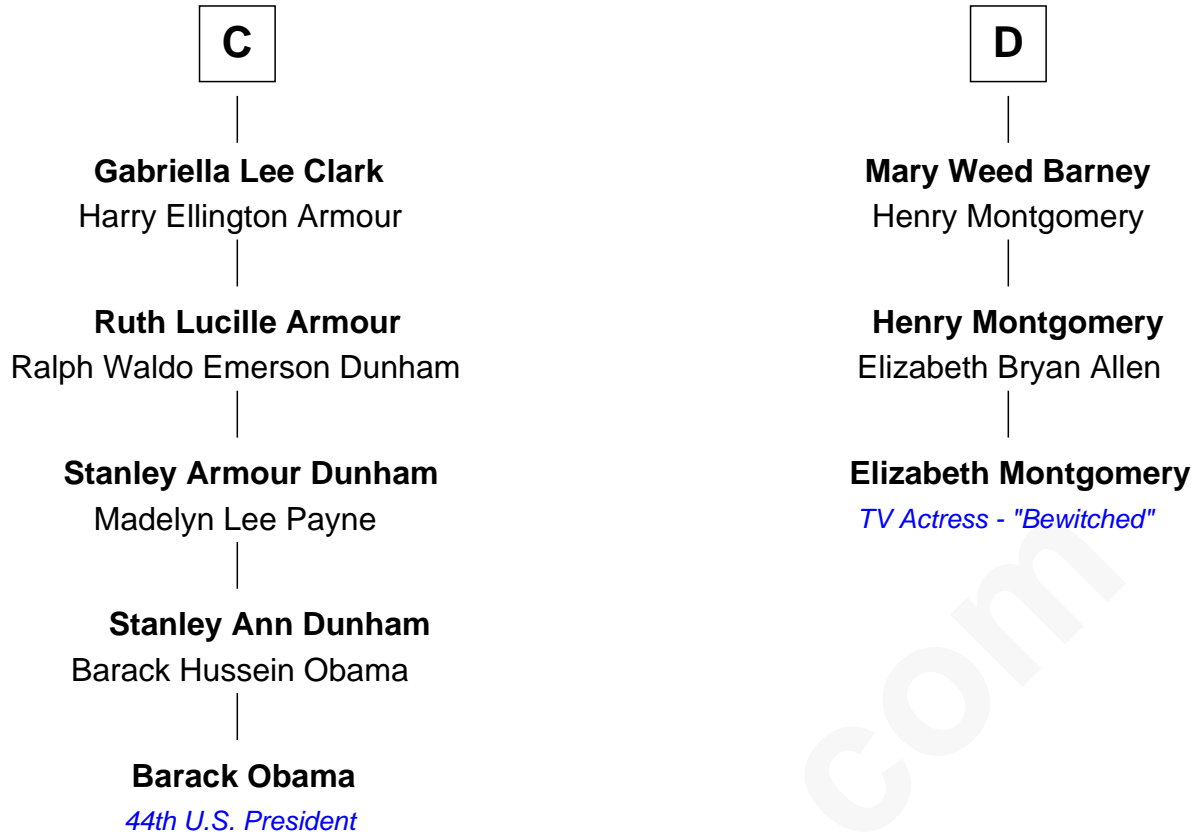 C
Gabriella Lee Clark
Harry Ellington Armour
Ruth Lucille Armour
Ralph Waldo Emerson Dunham
Stanley Armour Dunham
Madelyn Lee Payne
Stanley Ann Dunham
Barack Hussein Obama
Barack Obama
44th U.S. President
D
Mary Weed Barney
Henry Montgomery
Henry Montgomery
Elizabeth Bryan Allen
Elizabeth Montgomery
TV Actress - "Bewitched"
com